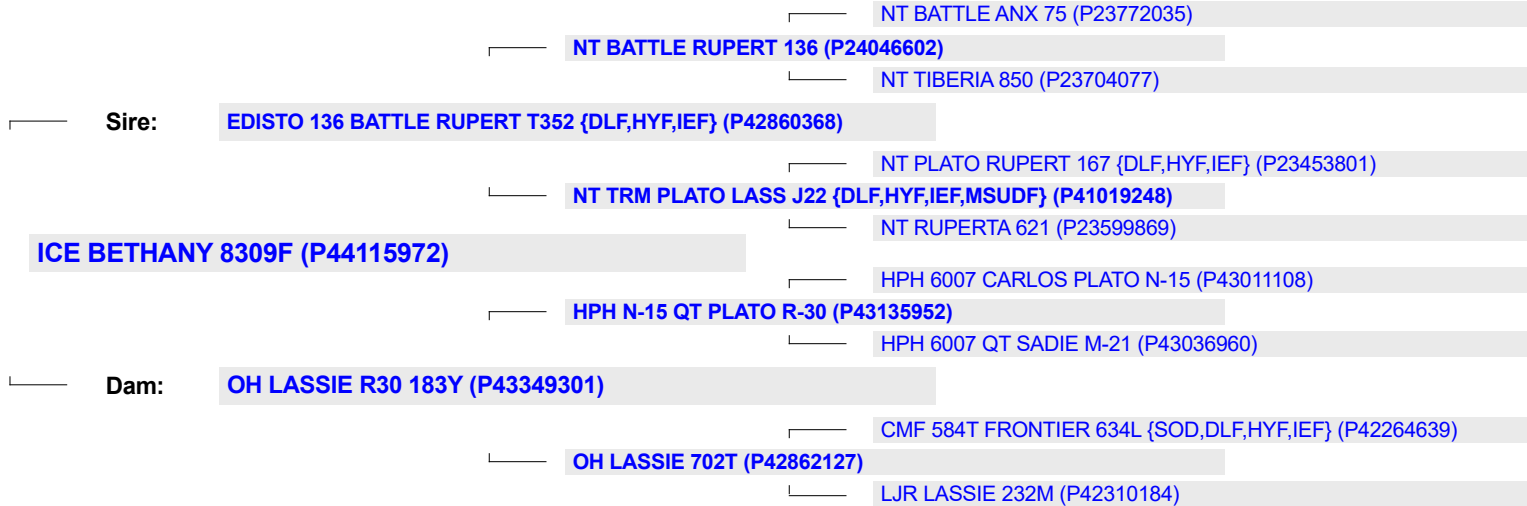 NT BATTLE ANX 75 (P23772035)
NT BATTLE RUPERT 136 (P24046602)
NT TIBERIA 850 (P23704077)
Sire: EDISTO 136 BATTLE RUPERT T352 {DLF,HYF,IEF} (P42860368)
NT PLATO RUPERT 167 {DLF,HYF,IEF} (P23453801)
NT TRM PLATO LASS J22 {DLF,HYF,IEF,MSUDF} (P41019248)
NT RUPERTA 621 (P23599869)
ICE BETHANY 8309F (P44115972)
HPH 6007 CARLOS PLATO N-15 (P43011108)
HPH N-15 QT PLATO R-30 (P43135952)
HPH 6007 QT SADIE M-21 (P43036960)
Dam: OH LASSIE R30 183Y (P43349301)
CMF 584T FRONTIER 634L {SOD,DLF,HYF,IEF} (P42264639)
OH LASSIE 702T (P42862127)
LJR LASSIE 232M (P42310184)